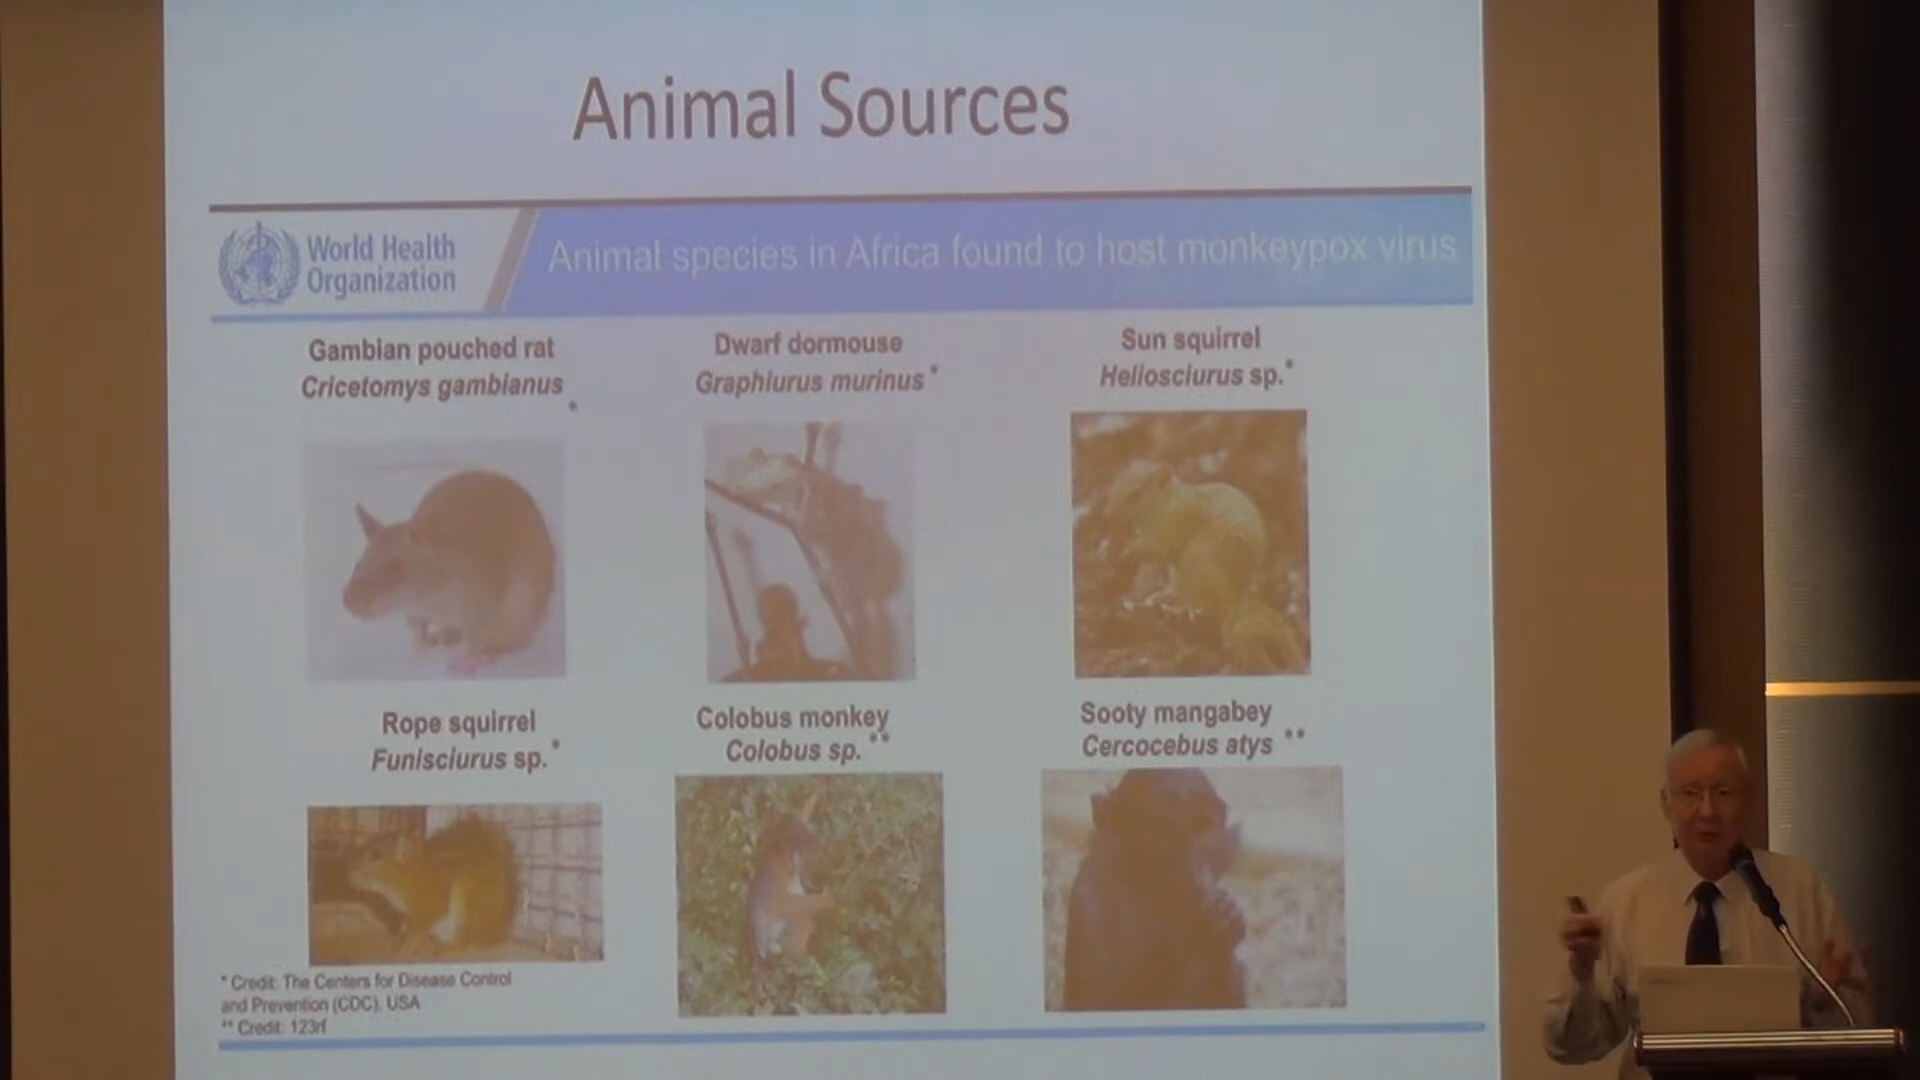 Animal Sources
World Health
Organization
Animal species in Africa found to host monkeypox virus
Gambian pouched rat
Cricetomys gambianus *
Dwarf dormouse
Graphiurus murinus *
Sun squirrel
Heliosciurus sp.*
Rope squirrel
Funisciurus sp.*
Colobus monkey
Colobus sp. **
Sooty mangabey
Cercocebus atys **
* Credit: The Centers for Disease Control
and Prevention (CDC), USA
** Credit: 123rf